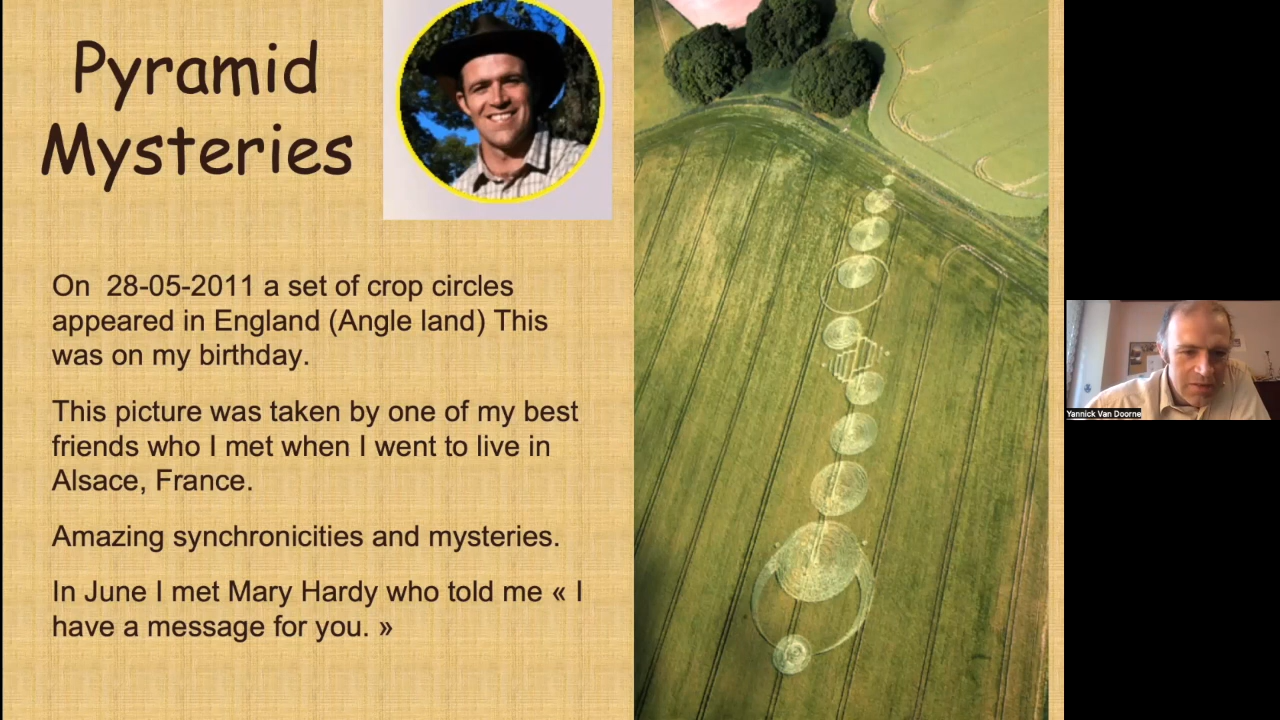 Pyramid
Mysteries
On  28-05-2011 a set of crop circles
appeared in England (Angle land) This
was on my birthday.
This picture was taken by one of my best
friends who I met when I went to live in
Alsace, France.
Amazing synchronicities and mysteries.
In June I met Mary Hardy who told me « I
have a message for you. »
Yannick Van Doorne